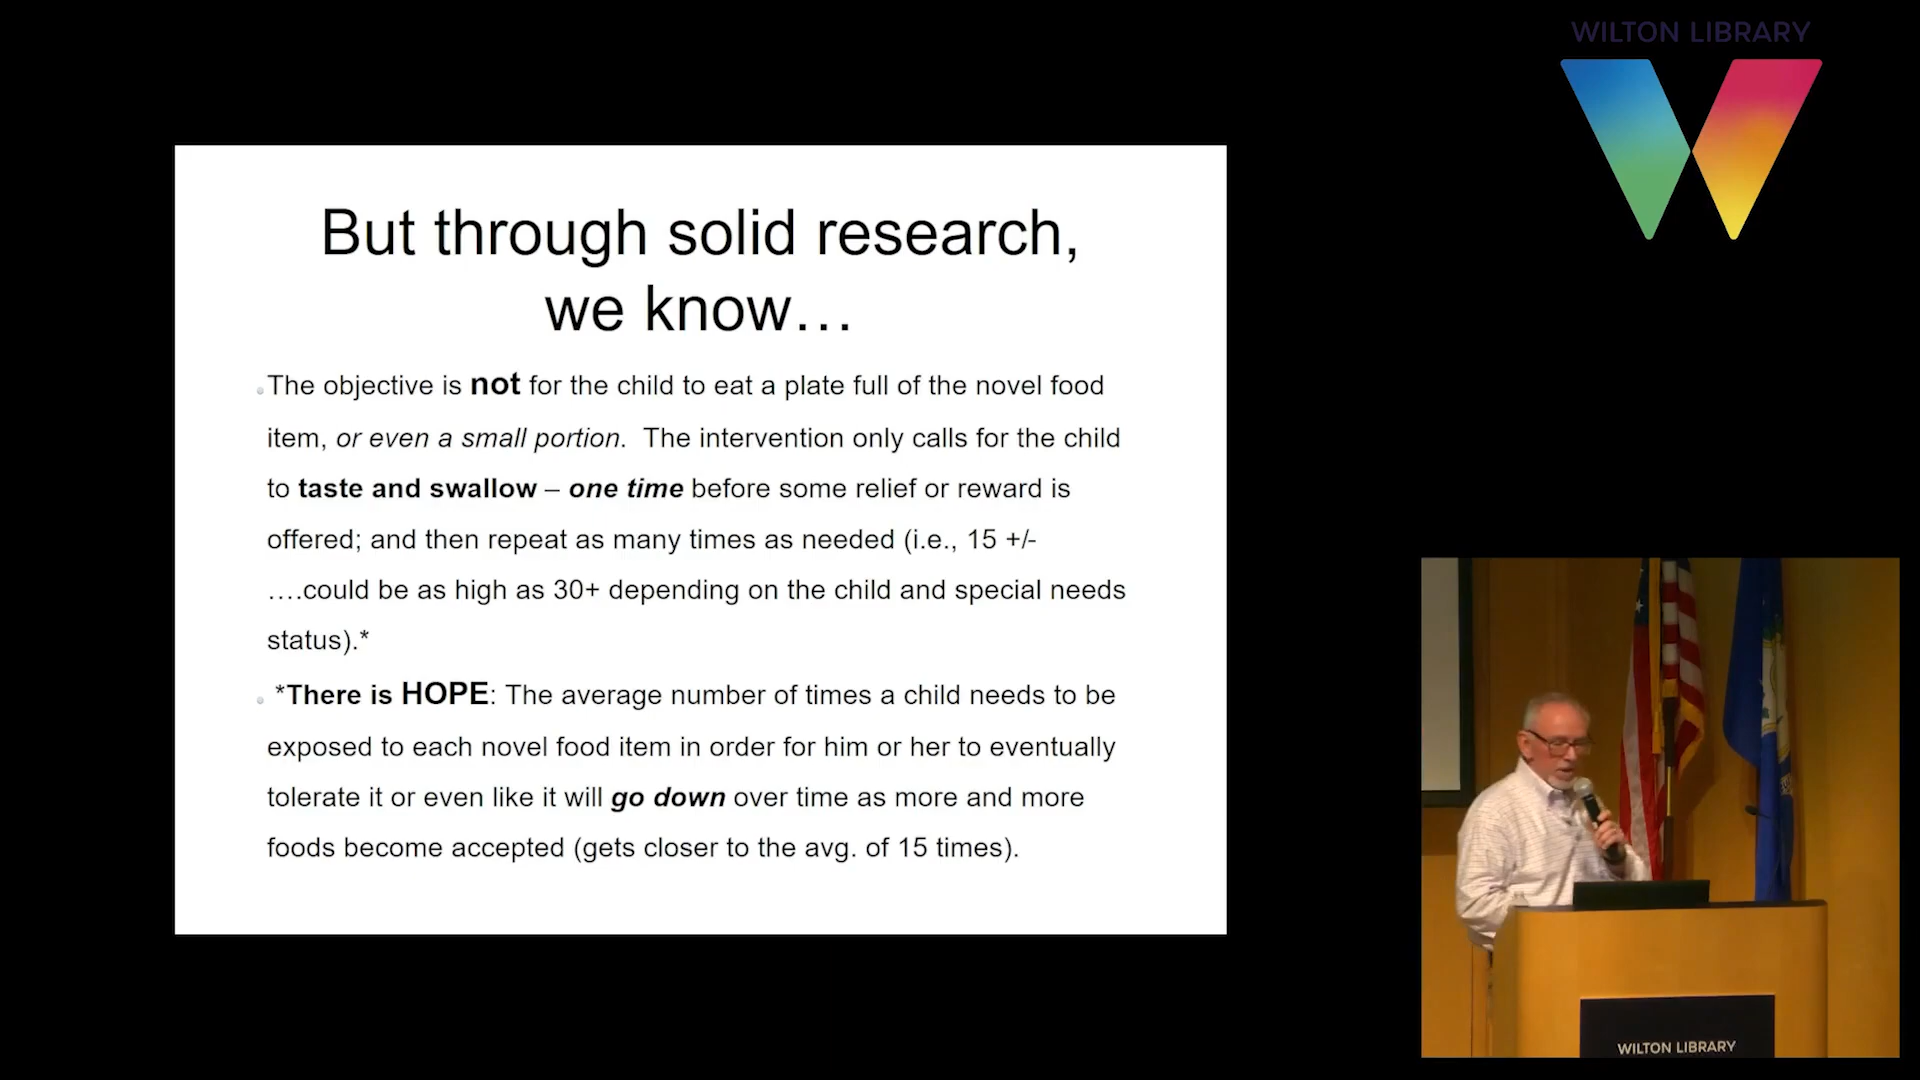 WILTON LIBRARY
But through solid research,
we know…
The objective is not for the child to eat a plate full of the novel food
item, or even a small portion.  The intervention only calls for the child
to taste and swallow – one time before some relief or reward is
offered; and then repeat as many times as needed (i.e., 15 +/-
….could be as high as 30+ depending on the child and special needs
status).*
*There is HOPE: The average number of times a child needs to be
exposed to each novel food item in order for him or her to eventually
tolerate it or even like it will go down over time as more and more
foods become accepted (gets closer to the avg. of 15 times).
WILTON LIBRARY